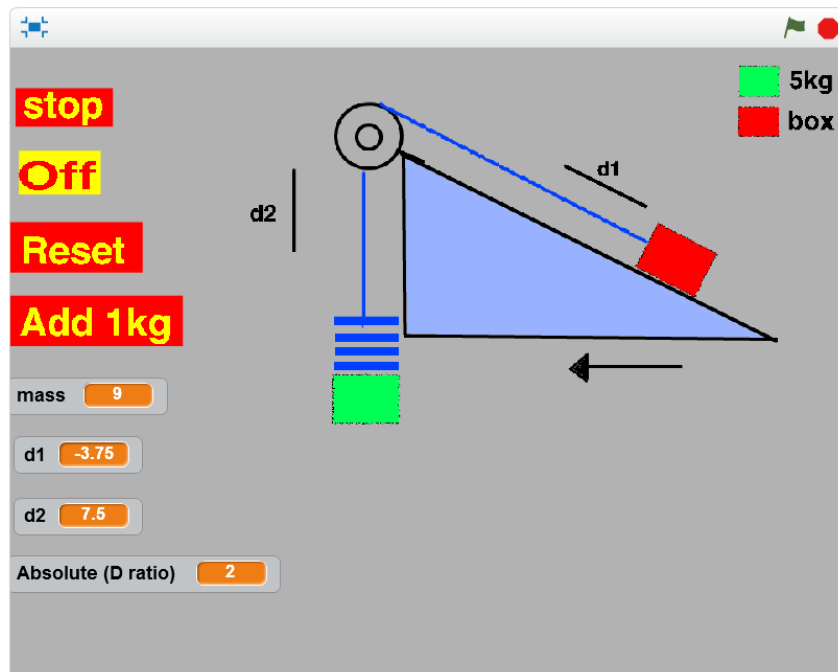 5kg
box
stop
Off
Reset
Add 1kg
d1
d2
mass 9
d1 -3.75
d2 7.5
Absolute (D ratio) 2